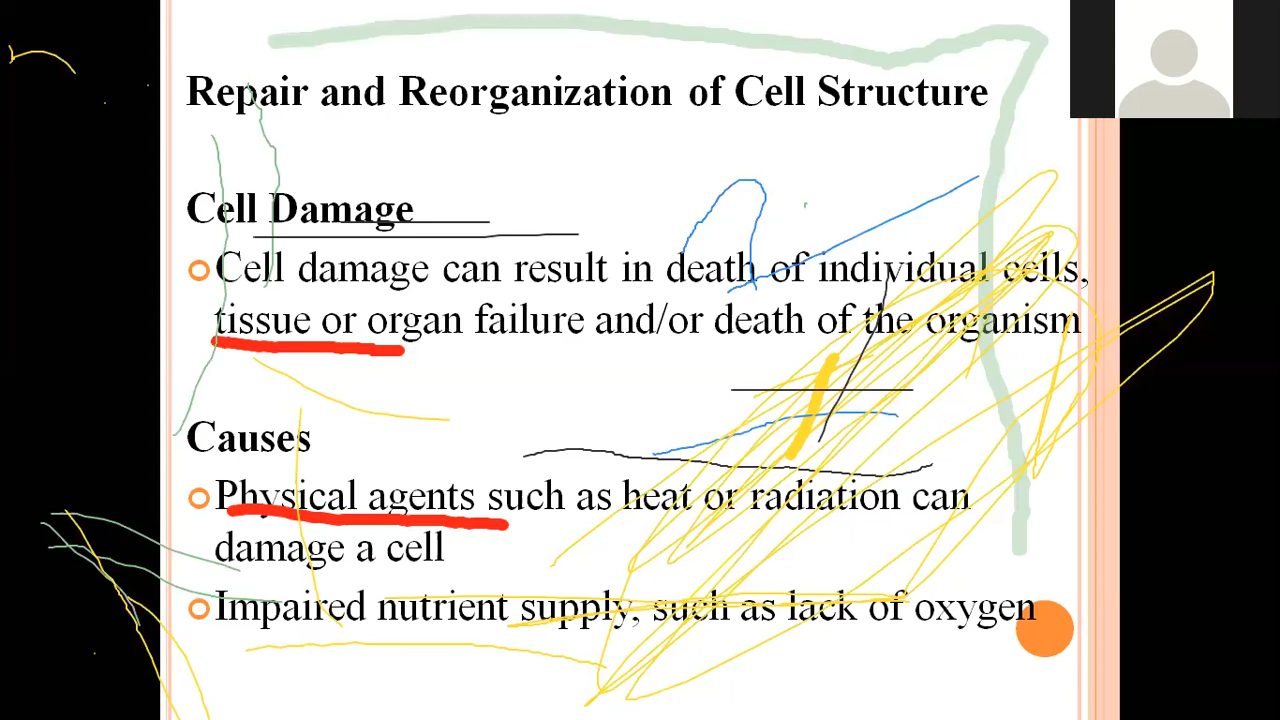 Repair and Reorganization of Cell Structure
Cell Damage
Cell damage can result in death of individual cells,
tissue or organ failure and/or death of the organism
Causes
Physical agents such as heat or radiation can
damage a cell
Impaired nutrient supply, such as lack of oxygen